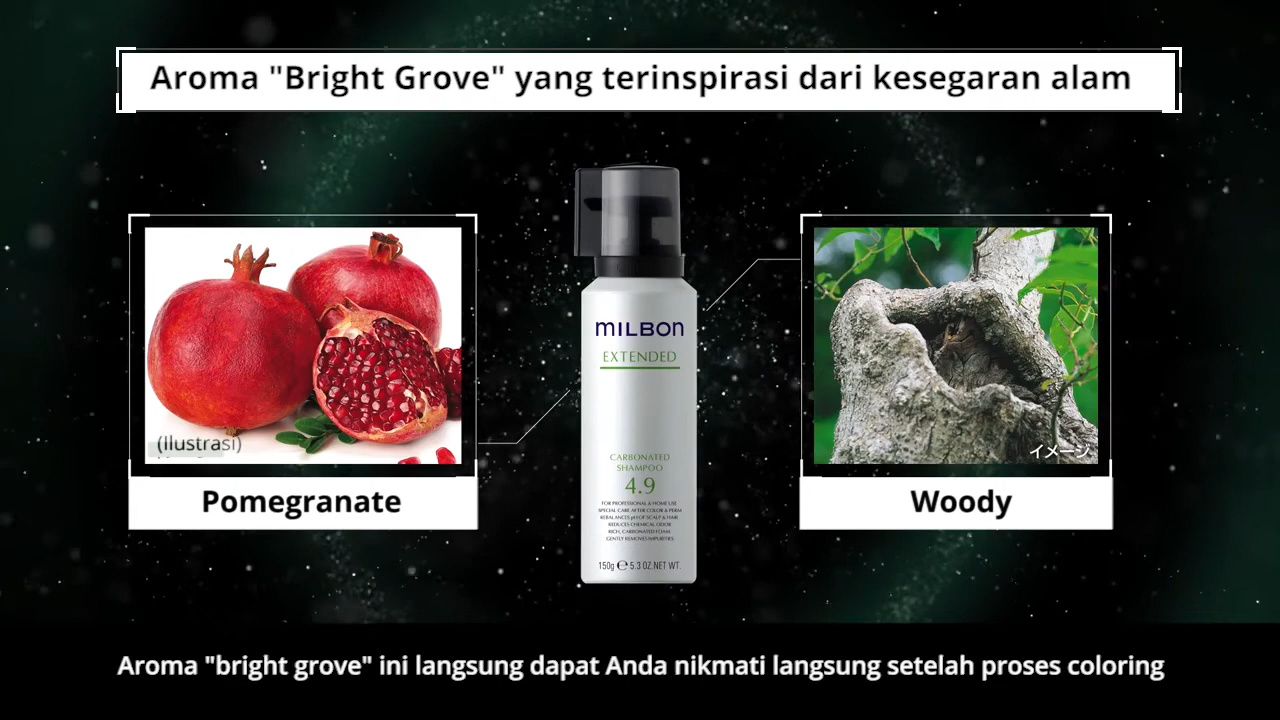 Aroma "Bright Grove" yang terinspirasi dari kesegaran alam
MILBON
EXTENDED
CARBONATED
SHAMPOO
4.9
FOR PROFESSIONAL & HOME USE
SPECIAL CARE AFTER COLOR & PERM
REBALANCES pH OF SCALP & HAIR
REDUCES CHEMICAL ODOR
RICH, CARBONATED FOAM
GENTLY REMOVES IMPURITIES
150g ℮ 5.3 OZ.NET WT.
(Ilustrasi)
Pomegranate
イメージ
Woody
Aroma "bright grove" ini langsung dapat Anda nikmati langsung setelah proses coloring